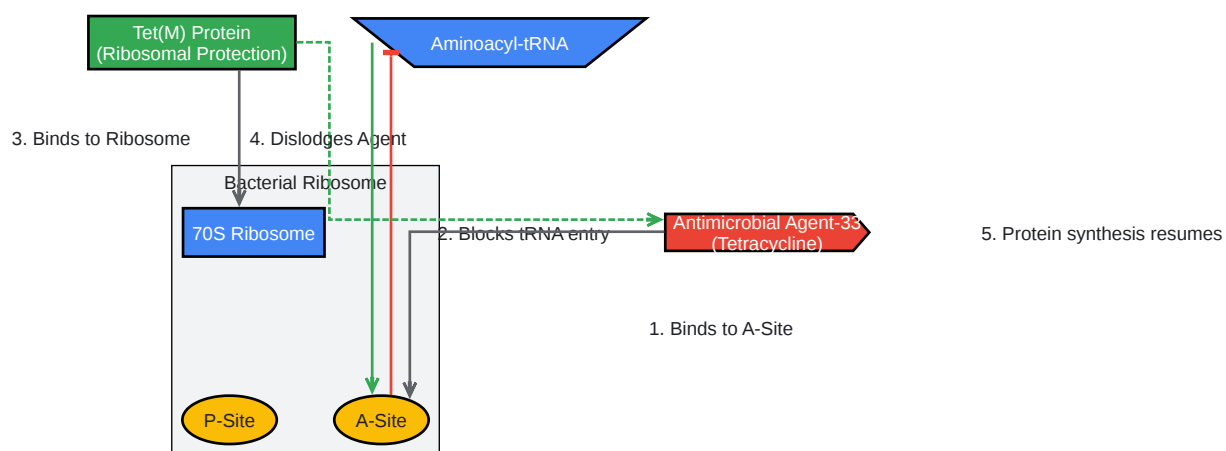 Tet(M) Protein
(Ribosomal Protection)
Aminoacyl-tRNA
3. Binds to Ribosome
4. Dislodges Agent
Bacterial Ribosome
70S Ribosome
2. Blocks tRNA entry
Antimicrobial Agent-33
(Tetracycline)
5. Protein synthesis resumes
1. Binds to A-Site
P-Site
A-Site